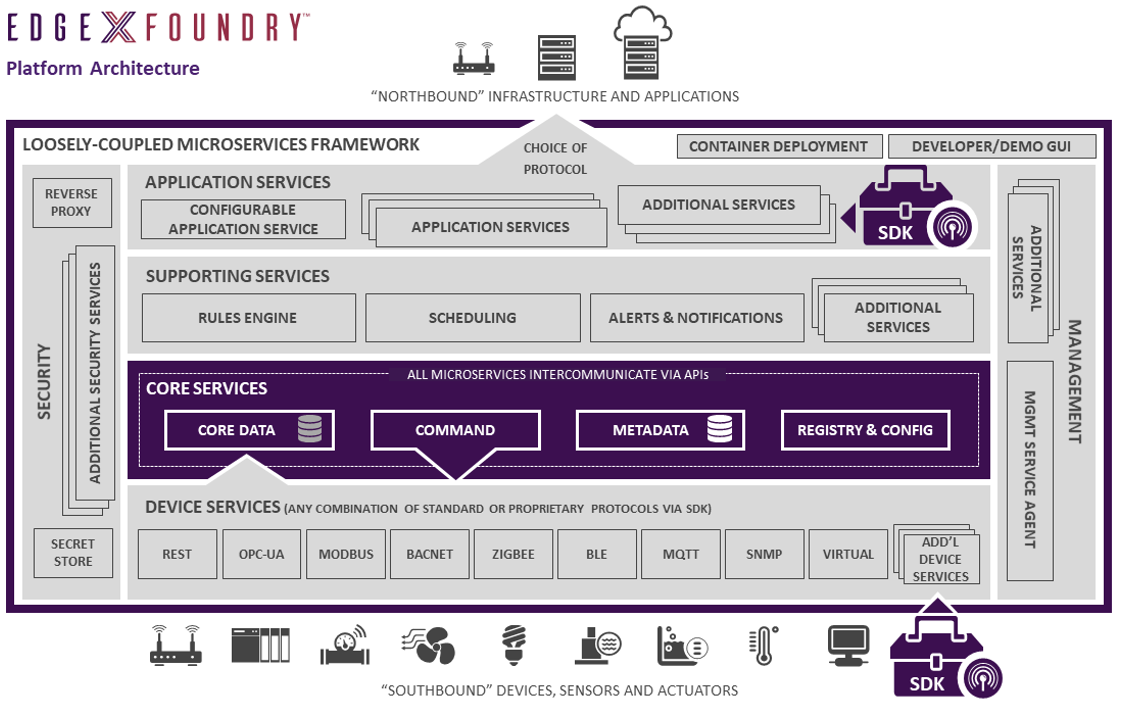 EDGE X FOUNDRY™
Platform Architecture
“NORTHBOUND” INFRASTRUCTURE AND APPLICATIONS
LOOSELY-COUPLED MICROSERVICES FRAMEWORK
CHOICE OF
PROTOCOL
CONTAINER DEPLOYMENT
DEVELOPER/DEMO GUI
SECURITY
REVERSE
PROXY
ADDITIONAL SECURITY SERVICES
SECRET
STORE
APPLICATION SERVICES
CONFIGURABLE
APPLICATION SERVICE
APPLICATION SERVICES
ADDITIONAL SERVICES
SDK
SUPPORTING SERVICES
RULES ENGINE
SCHEDULING
ALERTS & NOTIFICATIONS
ADDITIONAL
SERVICES
ALL MICROSERVICES INTERCOMMUNICATE VIA APIs
CORE SERVICES
CORE DATA
COMMAND
METADATA
REGISTRY & CONFIG
DEVICE SERVICES (ANY COMBINATION OF STANDARD OR PROPRIETARY PROTOCOLS VIA SDK)
REST
OPC-UA
MODBUS
BACNET
ZIGBEE
BLE
MQTT
SNMP
VIRTUAL
ADD’L
DEVICE
SERVICES
ADDITIONAL
SERVICES
MANAGEMENT
MGMT SERVICE AGENT
“SOUTHBOUND” DEVICES, SENSORS AND ACTUATORS
SDK